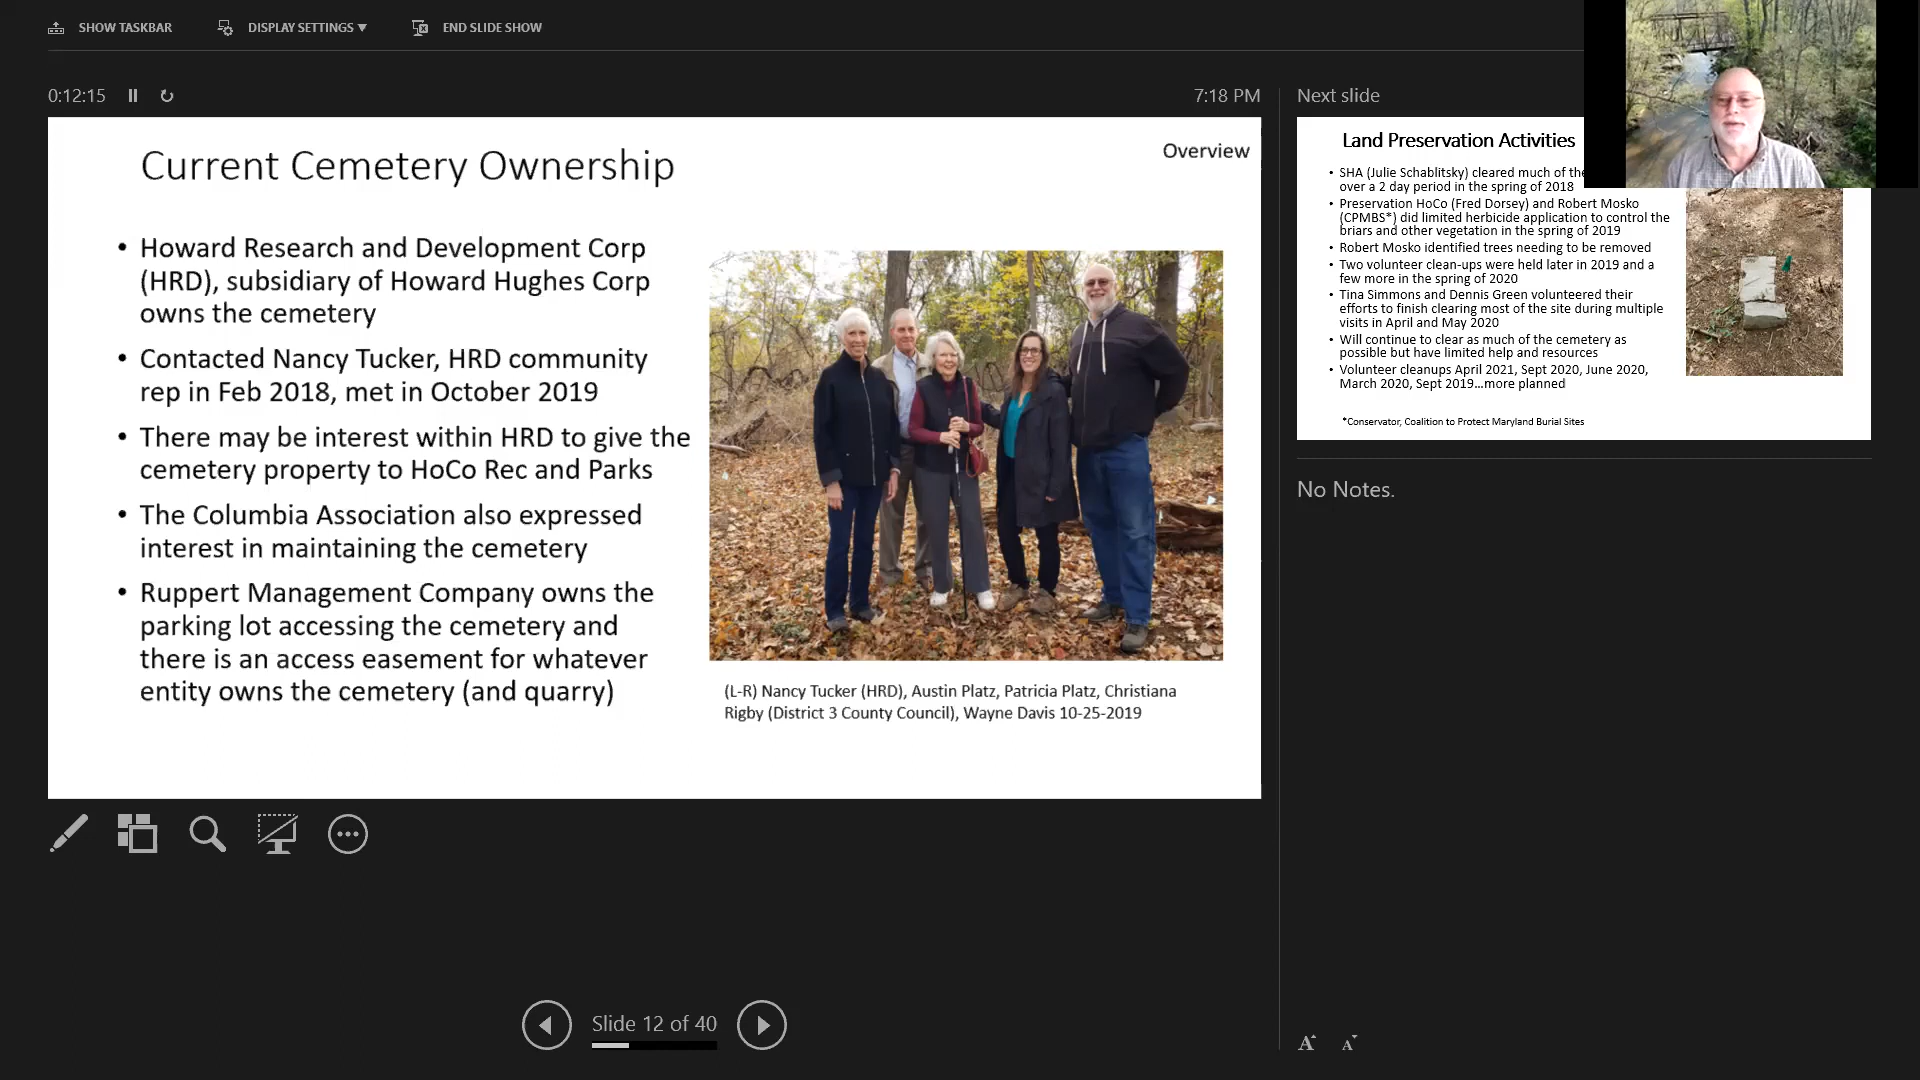 SHOW TASKBAR
DISPLAY SETTINGS
END SLIDE SHOW
0:12:15
7:18 PM
Current Cemetery Ownership
Overview
• Howard Research and Development Corp
(HRD), subsidiary of Howard Hughes Corp
owns the cemetery
• Contacted Nancy Tucker, HRD community
rep in Feb 2018, met in October 2019
• There may be interest within HRD to give the
cemetery property to HoCo Rec and Parks
• The Columbia Association also expressed
interest in maintaining the cemetery
• Ruppert Management Company owns the
parking lot accessing the cemetery and
there is an access easement for whatever
entity owns the cemetery (and quarry)
(L-R) Nancy Tucker (HRD), Austin Platz, Patricia Platz, Christiana
Rigby (District 3 County Council), Wayne Davis 10-25-2019
Slide 12 of 40
Next slide
Land Preservation Activities
• SHA (Julie Schablitsky) cleared much of the
over a 2 day period in the spring of 2018
• Preservation HoCo (Fred Dorsey) and Robert Mosko
(CPMBS*) did limited herbicide application to control the
briars and other vegetation in the spring of 2019
• Robert Mosko identified trees needing to be removed
• Two volunteer clean-ups were held later in 2019 and a
few more in the spring of 2020
• Tina Simmons and Dennis Green volunteered their
efforts to finish clearing most of the site during multiple
visits in April and May 2020
• Will continue to clear as much of the cemetery as
possible but have limited help and resources
• Volunteer cleanups April 2021, Sept 2020, June 2020,
March 2020, Sept 2019…more planned
*Conservator, Coalition to Protect Maryland Burial Sites
No Notes.
A A